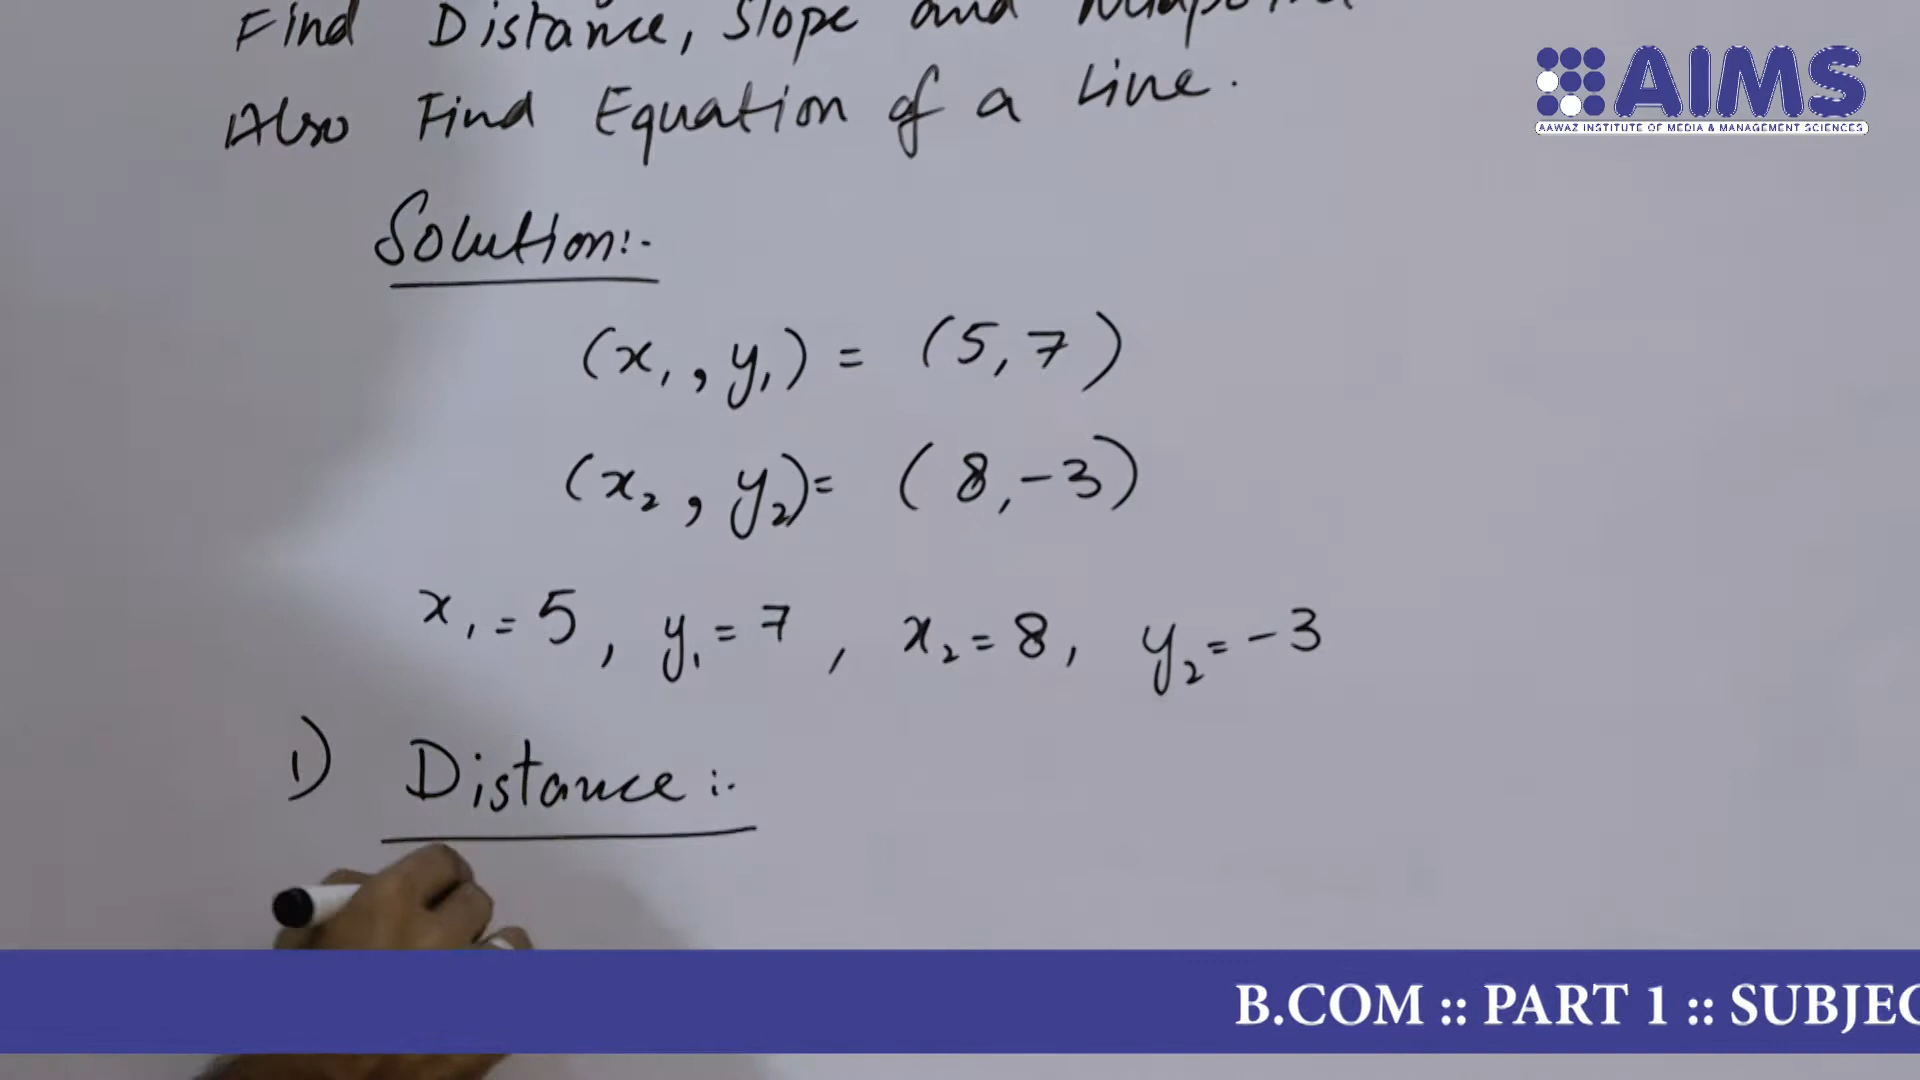 Find Distance, Slope and Midpoint
Also Find Equation of a Line.
AIMS
AAWAZ INSTITUTE OF MEDIA & MANAGEMENT SCIENCES
Solution:-
(x₁, y₁) = (5, 7)
(x₂, y₂) = (8, -3)
x₁ = 5, y₁ = 7, x₂ = 8, y₂ = -3
1) Distance:-
B.COM :: PART 1 :: SUBJEC